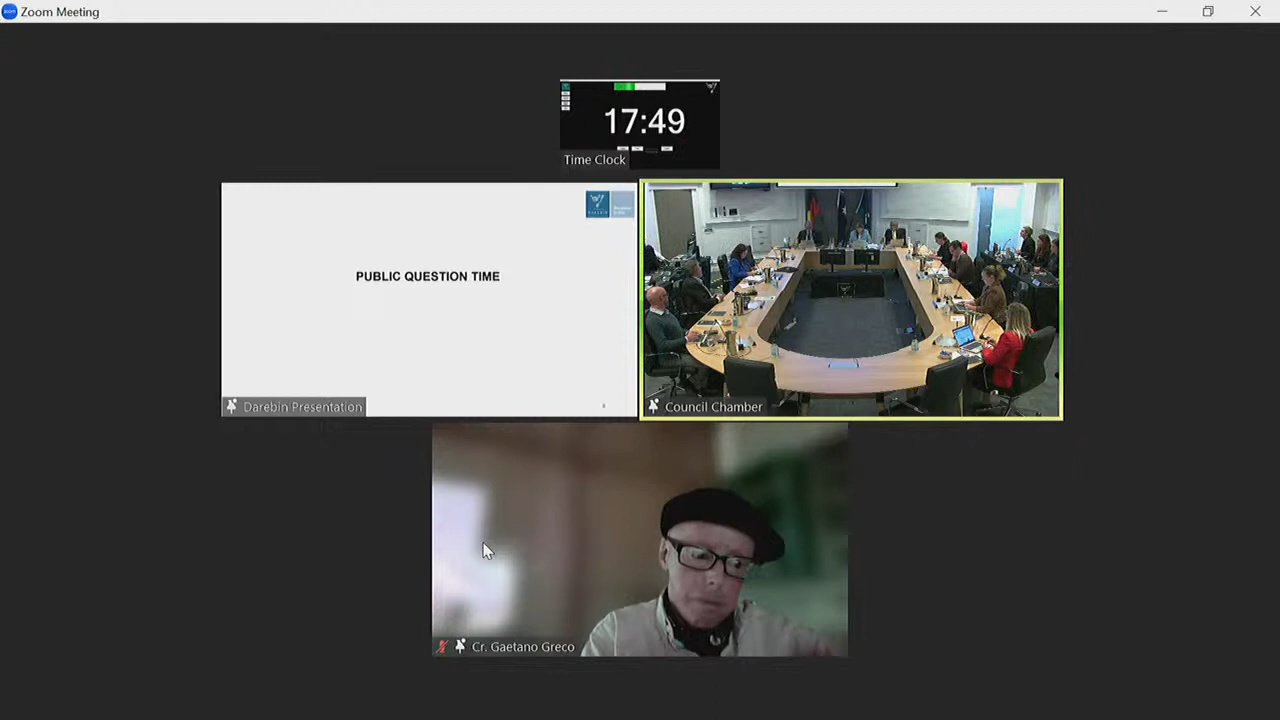 Zoom Meeting
17:49
Time Clock
PUBLIC QUESTION TIME
Darebin Presentation
Council Chamber
Cr. Gaetano Greco